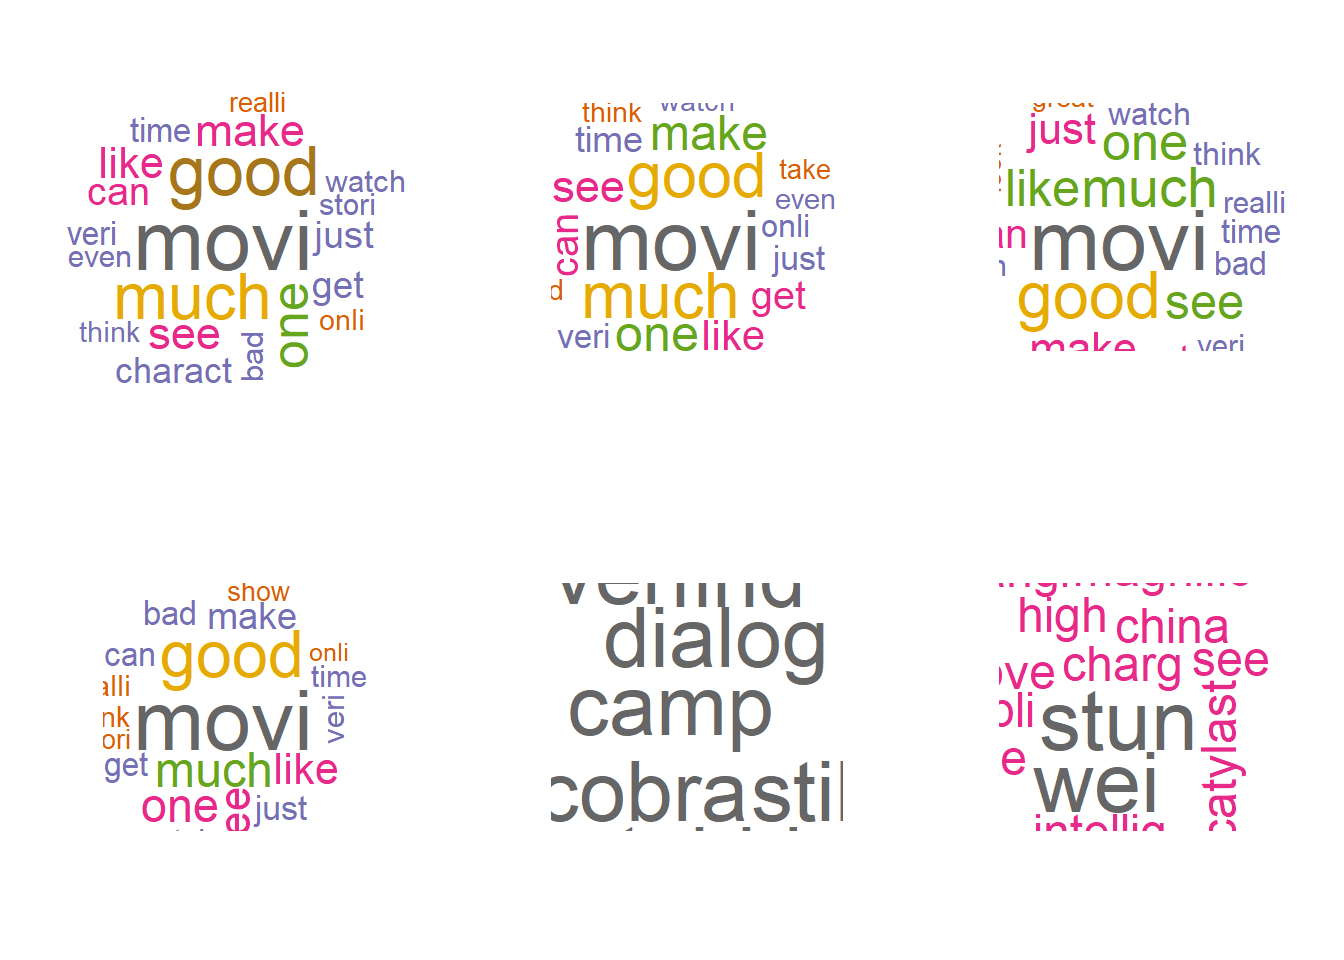 realli
time make
like good
can watch
stori
veri movi just
even
much one get
think see bad onli
charact
think watch
time make
see good take
even
can movi onli
just
much get
veri one like
great watch
just one think
like much
realli
movi time
bad
good see
make veri
show
bad make
can good onli
time
movi veri
get much like
one just
dialog
camp
high china
charg see
stun catylast
wei
intellig